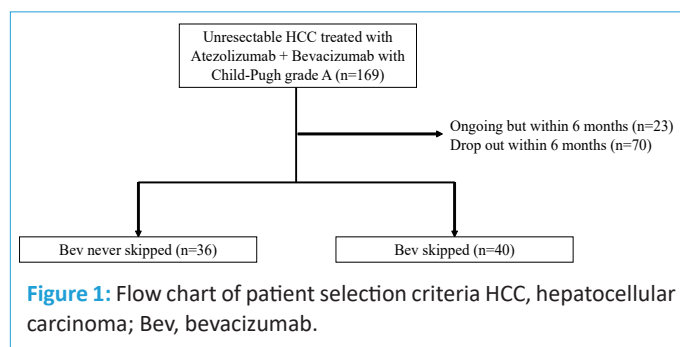 Unresectable HCC treated with
Atezolizumab + Bevacizumab with
Child-Pugh grade A (n=169)
Ongoing but within 6 months (n=23)
Drop out within 6 months (n=70)
Bev never skipped (n=36)
Bev skipped (n=40)
Figure 1: Flow chart of patient selection criteria HCC, hepatocellular
carcinoma; Bev, bevacizumab.